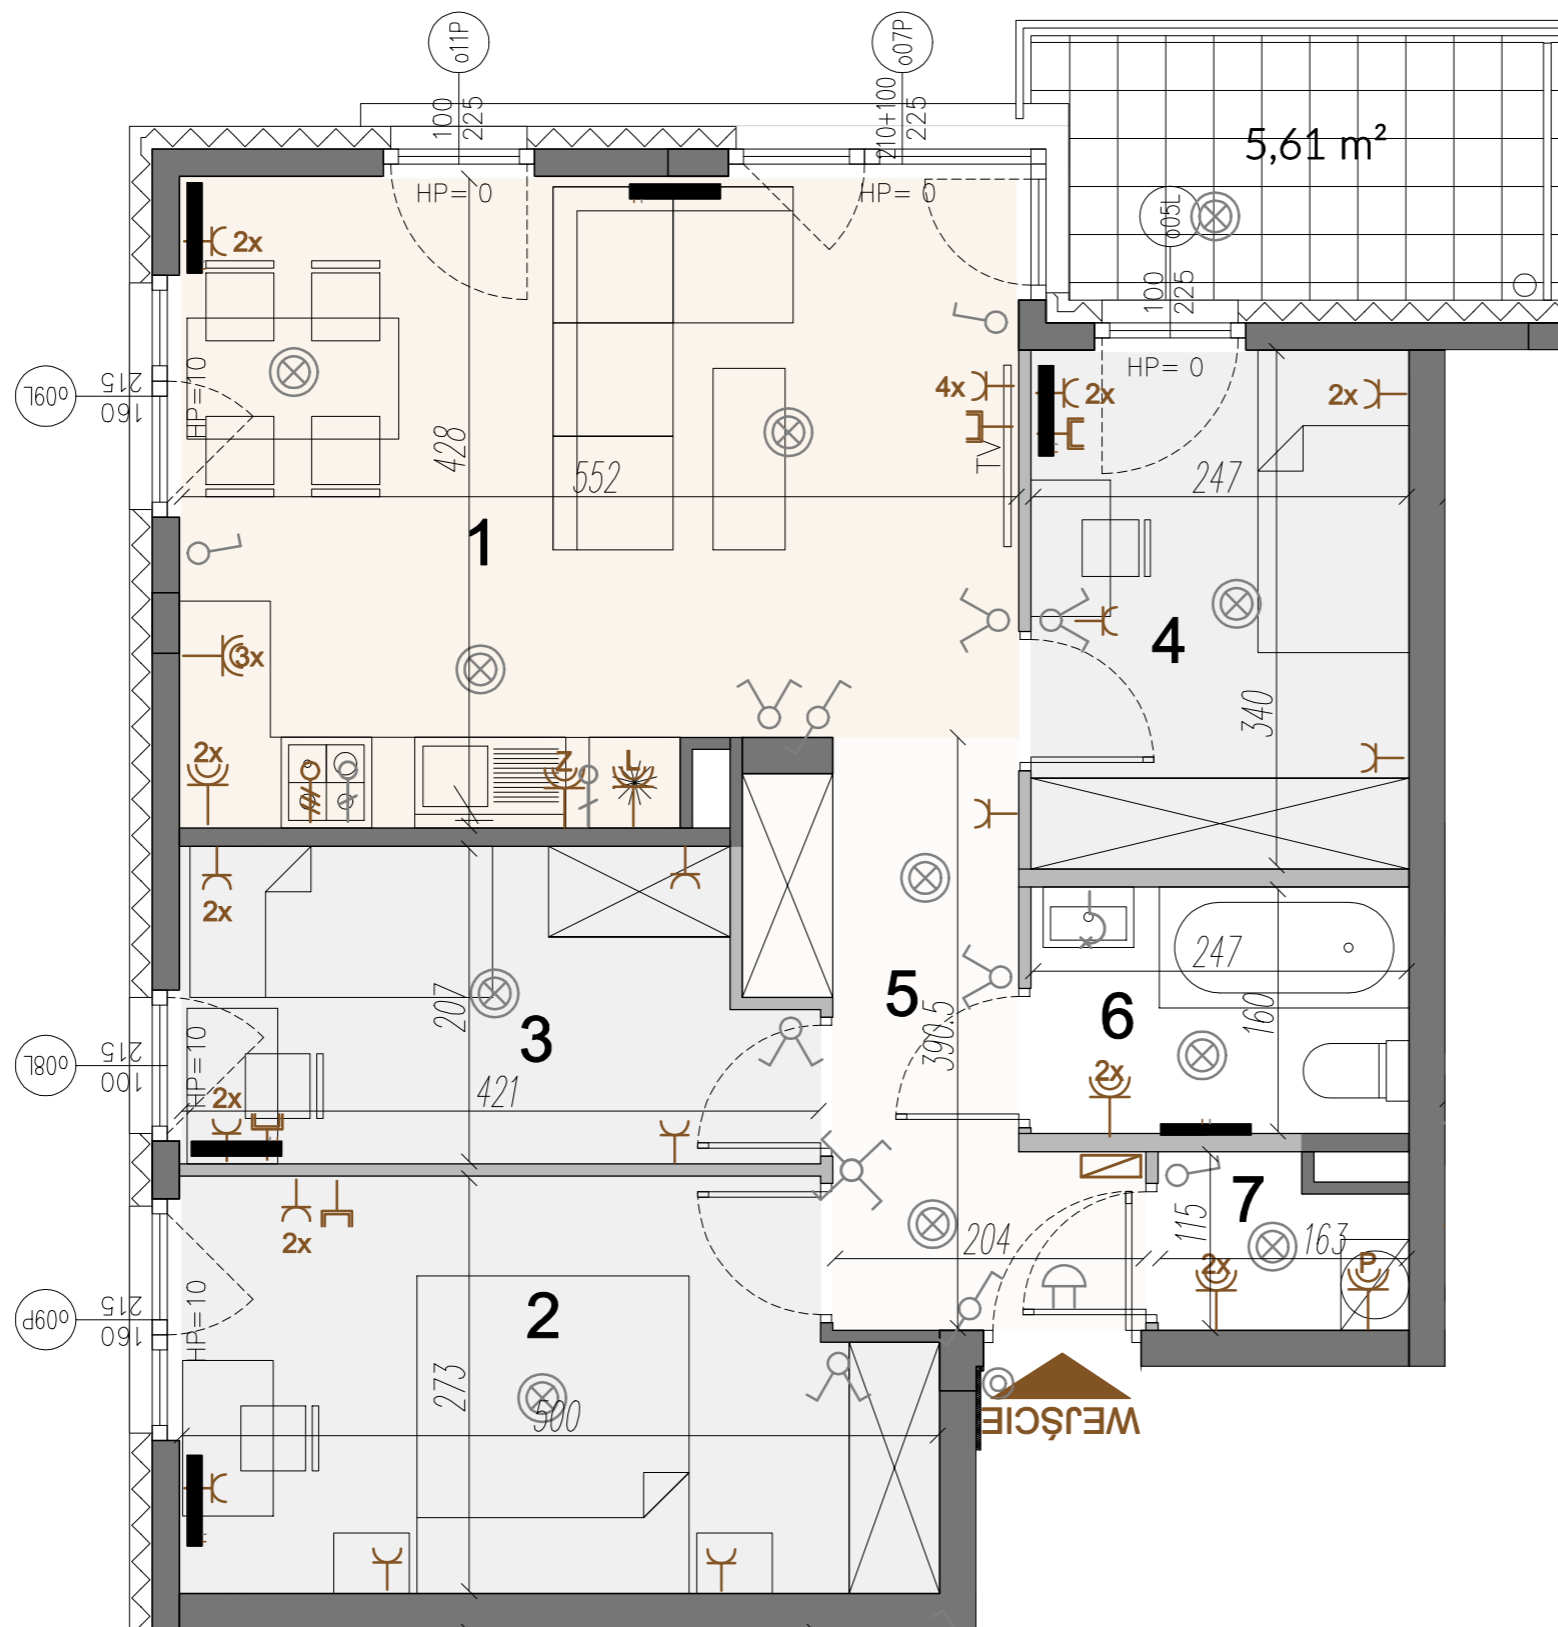 o11P
100
225
o07P
210+100
225
5,61 m²
HP= 0
HP= 0
o05L
100
225
HP= 0
2x
o09L
215
160
HP=10
428
552
4x
TV
2x
2x
247
1
4
3x
340
2x
Z
L
2x
207
3
5
390.5
247
6
160
o08L
215
100
HP=10
2x
421
2x
2x
204
7
115
163
2x
P
o09P
215
160
HP=10
2
273
500
WEJŚCIE